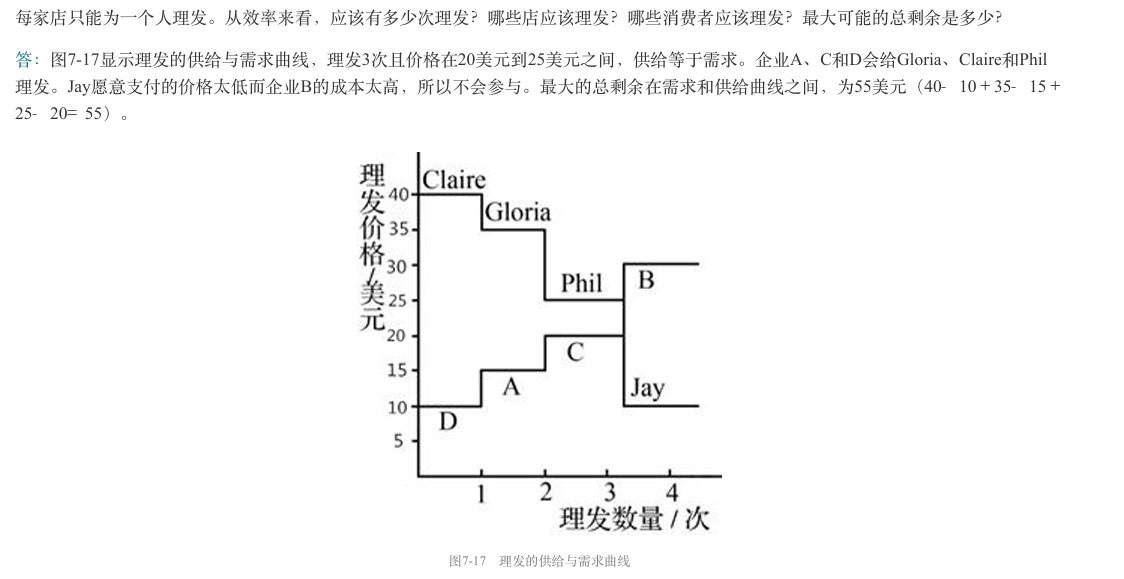 每家店只能为一个人理发。从效率来看，应该有多少次理发？哪些店应该理发？哪些消费者应该理发？最大可能的总剩余是多少？
答：图7-17显示理发的供给与需求曲线，理发3次且价格在20美元到25美元之间，供给等于需求。企业A、C和D会给Gloria、Claire和Phil
理发。Jay愿意支付的价格太低而企业B的成本太高，所以不会参与。最大的总剩余在需求和供给曲线之间，为55美元（40- 10 + 35- 15 +
25- 20= 55）。
理发价格/美元
Claire
40
Gloria
35
30
Phil
B
25
20
C
15
A
Jay
10
D
5
1 2 3 4
理发数量 / 次
图7-17 理发的供给与需求曲线